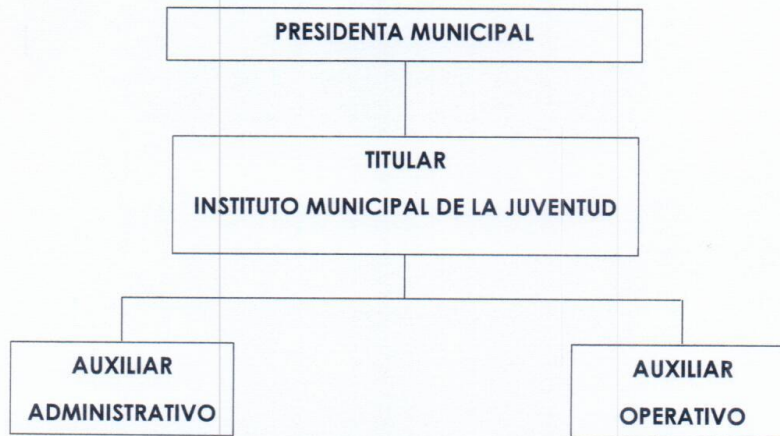 PRESIDENTA MUNICIPAL
TITULAR
INSTITUTO MUNICIPAL DE LA JUVENTUD
AUXILIAR
ADMINISTRATIVO
AUXILIAR
OPERATIVO